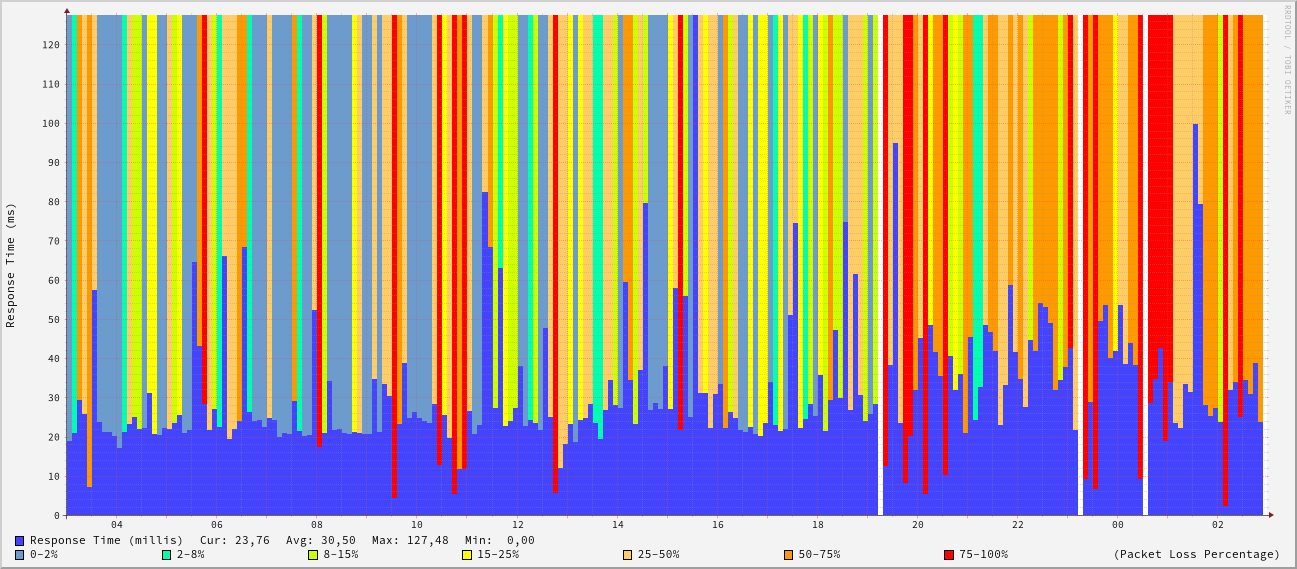 RRDTOOL / TOBI OETIKER
Response Time (ms)
120
110
100
90
80
70
60
50
40
30
20
10
0
04 06 08 10 12 14 16 18 20 22 00 02
Response Time (millis) Cur: 23,76 Avg: 30,50 Max: 127,48 Min: 0,00
0-2% 2-8% 8-15% 15-25% 25-50% 50-75% 75-100% (Packet Loss Percentage)